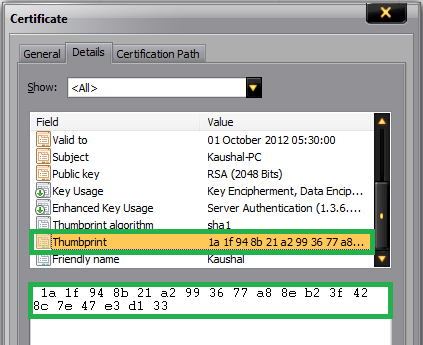 Certificate
General Details Certification Path
Show: <All>
Field Value
Valid to 01 October 2012 05:30:00
Subject Kaushal-PC
Public key RSA (2048 Bits)
Key Usage Key Encipherment, Data Encip...
Enhanced Key Usage Server Authentication (1.3.6....
Thumbprint algorithm sha1
Thumbprint 1a 1f 94 8b 21 a2 99 36 77 a8...
Friendly name Kaushal
1a 1f 94 8b 21 a2 99 36 77 a8 8e b2 3f 42
8c 7e 47 e3 d1 33